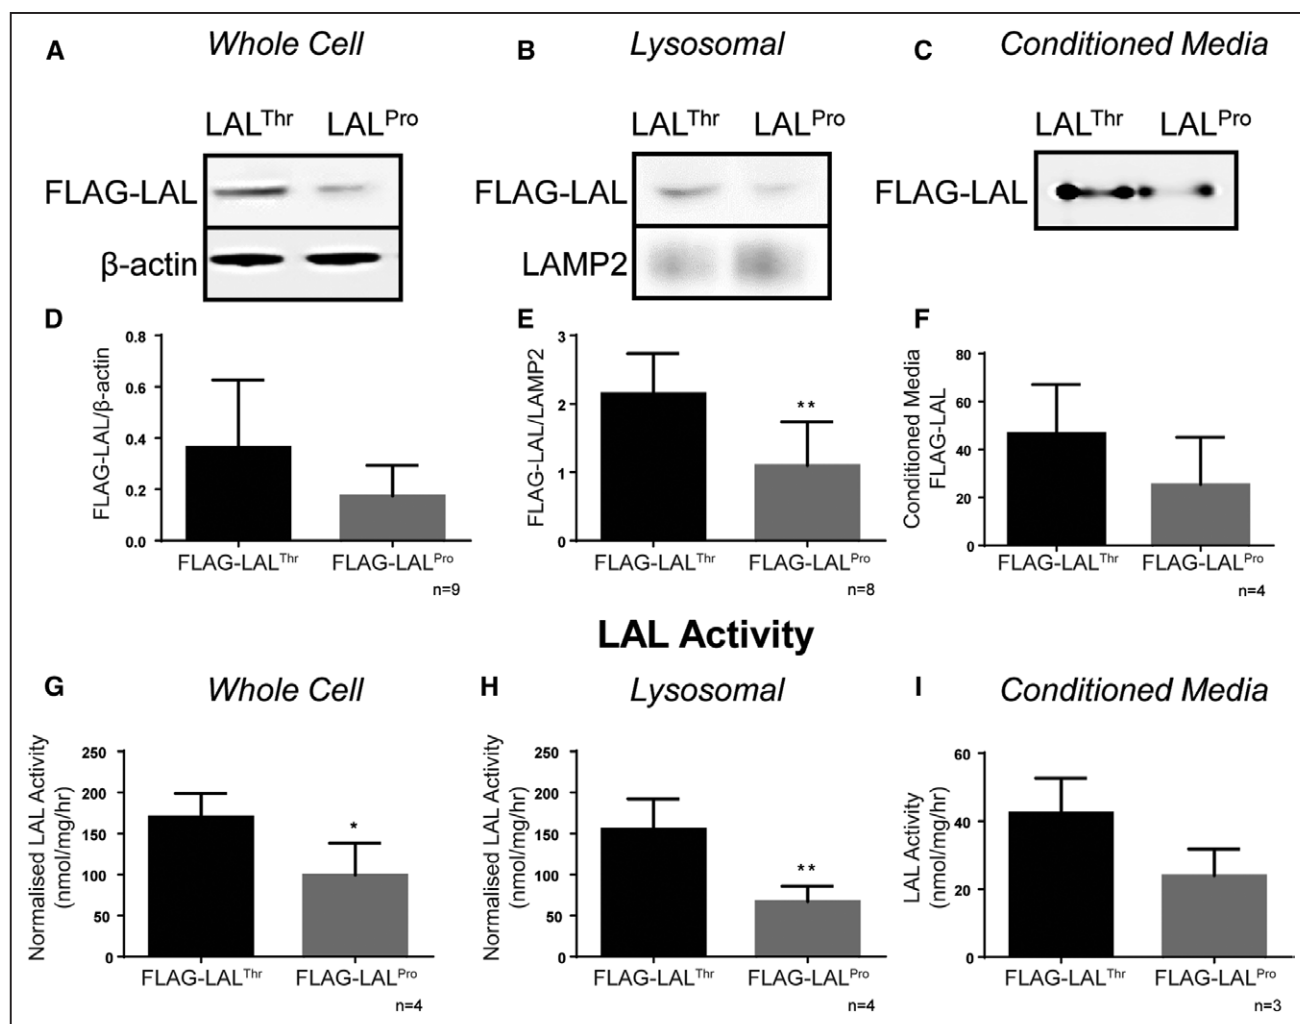 A Whole Cell
B Lysosomal
C Conditioned Media
LAL^Thr LAL^Pro
LAL^Thr LAL^Pro
LAL^Thr LAL^Pro
FLAG-LAL
β-actin
FLAG-LAL
LAMP2
FLAG-LAL
D
FLAG-LAL/β-actin
0.8
0.6
0.4
0.2
0.0
FLAG-LAL^Thr FLAG-LAL^Pro
n=9
E
FLAG-LAL/LAMP2
3
2
1
0
**
FLAG-LAL^Thr FLAG-LAL^Pro
n=8
F
Conditioned Media
FLAG-LAL
80
60
40
20
0
FLAG-LAL^Thr FLAG-LAL^Pro
n=4
LAL Activity
G Whole Cell
Normalised LAL Activity
(nmol/mg/hr)
250
200
150
100
50
0
*
FLAG-LAL^Thr FLAG-LAL^Pro
n=4
H Lysosomal
Normalised LAL Activity
(nmol/mg/hr)
250
200
150
100
50
0
**
FLAG-LAL^Thr FLAG-LAL^Pro
n=4
I Conditioned Media
LAL Activity
(nmol/mg/hr)
60
40
20
0
FLAG-LAL^Thr FLAG-LAL^Pro
n=3